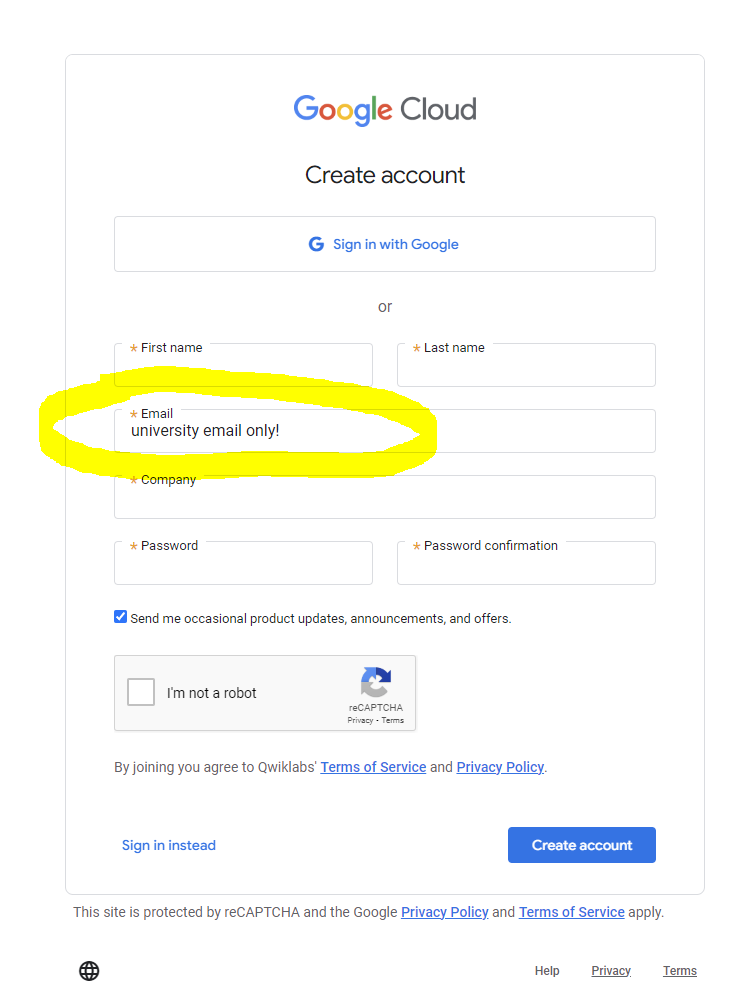 Google Cloud
Create account
G Sign in with Google
or
* First name
* Last name
* Email
university email only!
* Company
* Password
* Password confirmation
Send me occasional product updates, announcements, and offers.
I'm not a robot
reCAPTCHA
Privacy - Terms
By joining you agree to Qwiklabs' Terms of Service and Privacy Policy.
Sign in instead
Create account
This site is protected by reCAPTCHA and the Google Privacy Policy and Terms of Service apply.
Help Privacy Terms